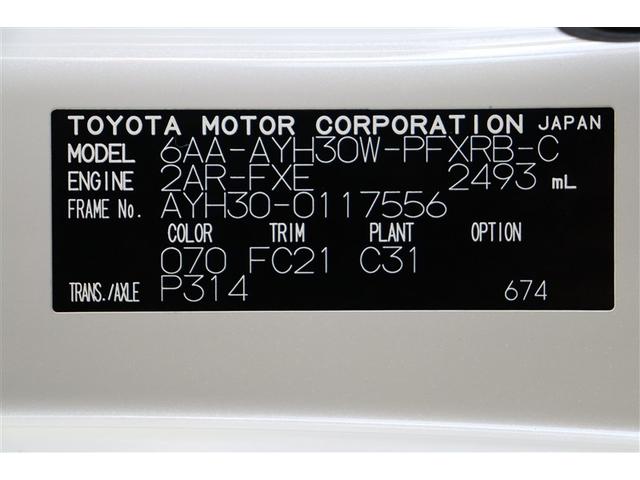 TOYOTA MOTOR CORPORATION JAPAN
MODEL 6AA-AYH30W-PFXRB-C
ENGINE 2AR-FXE 2493 mL
FRAME No. AYH30-0117556
COLOR TRIM PLANT OPTION
070 FC21 C31
TRANS./AXLE P314 674